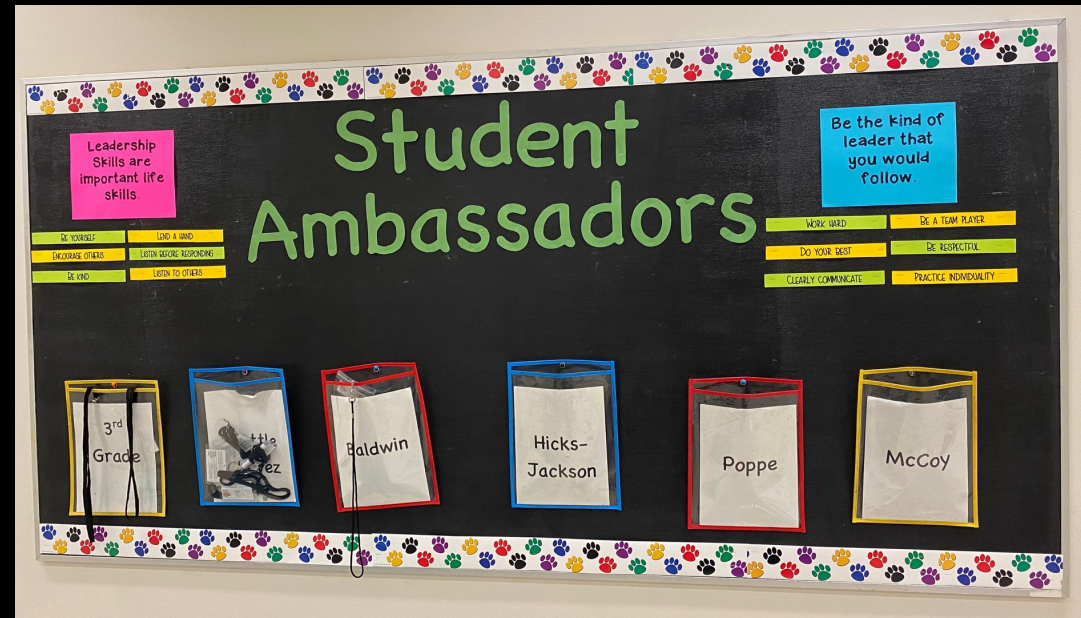 Student
Ambassadors
Leadership
Skills are
important life
skills.
BE YOURSELF
LEND A HAND
ENCOURAGE OTHERS
LISTEN BEFORE RESPONDING
BE KIND
LISTEN TO OTHERS
Be the kind of
leader that
you would
follow.
WORK HARD
BE A TEAM PLAYER
DO YOUR BEST
BE RESPECTFUL
CLEARLY COMMUNCATE
PRACTICE INDIVIDUALITY
3rd
Grade
Baldwin
Hicks-
Jackson
Poppe
McCoy